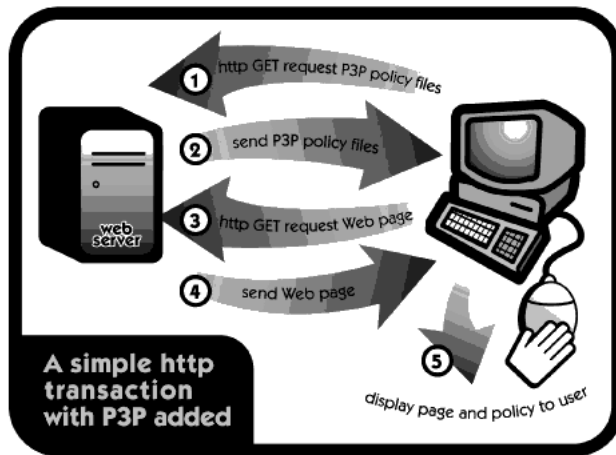 1 http GET request P3P policy files
2 send P3P policy files
web
server
3 http GET request Web page
4 send Web page
5
display page and policy to user
A simple http
transaction
with P3P added